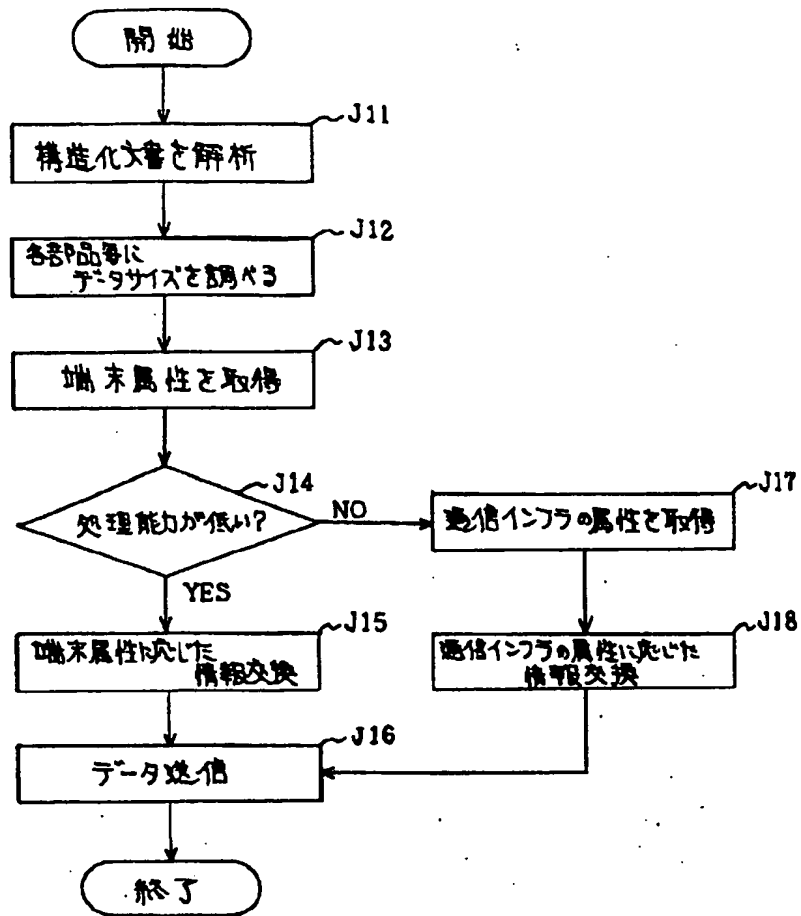 開始
J11
構造化文書を解析
J12
各部品毎に
データサイズを調べる
J13
端末属性を取得
J14
処理能力が低い?
NO
YES
J17
通信インフラの属性を取得
J15
端末属性に応じた
情報交換
J18
通信インフラの属性に応じた
情報交換
J16
データ送信
終了